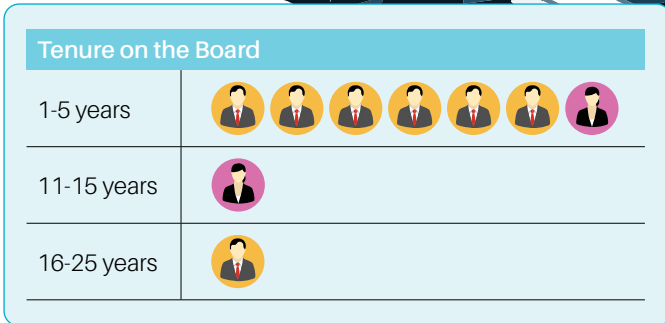 Tenure on the Board
1-5 years
11-15 years
16-25 years